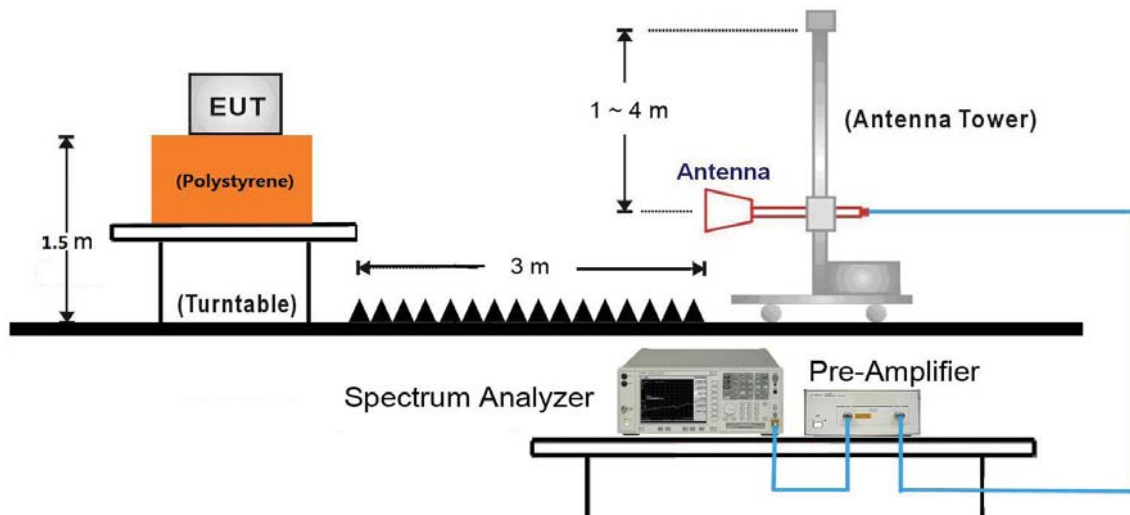 EUT
(Polystyrene)
1.5 m
(Turntable)
3 m
1 ~ 4 m
(Antenna Tower)
Antenna
Spectrum Analyzer
Pre-Amplifier